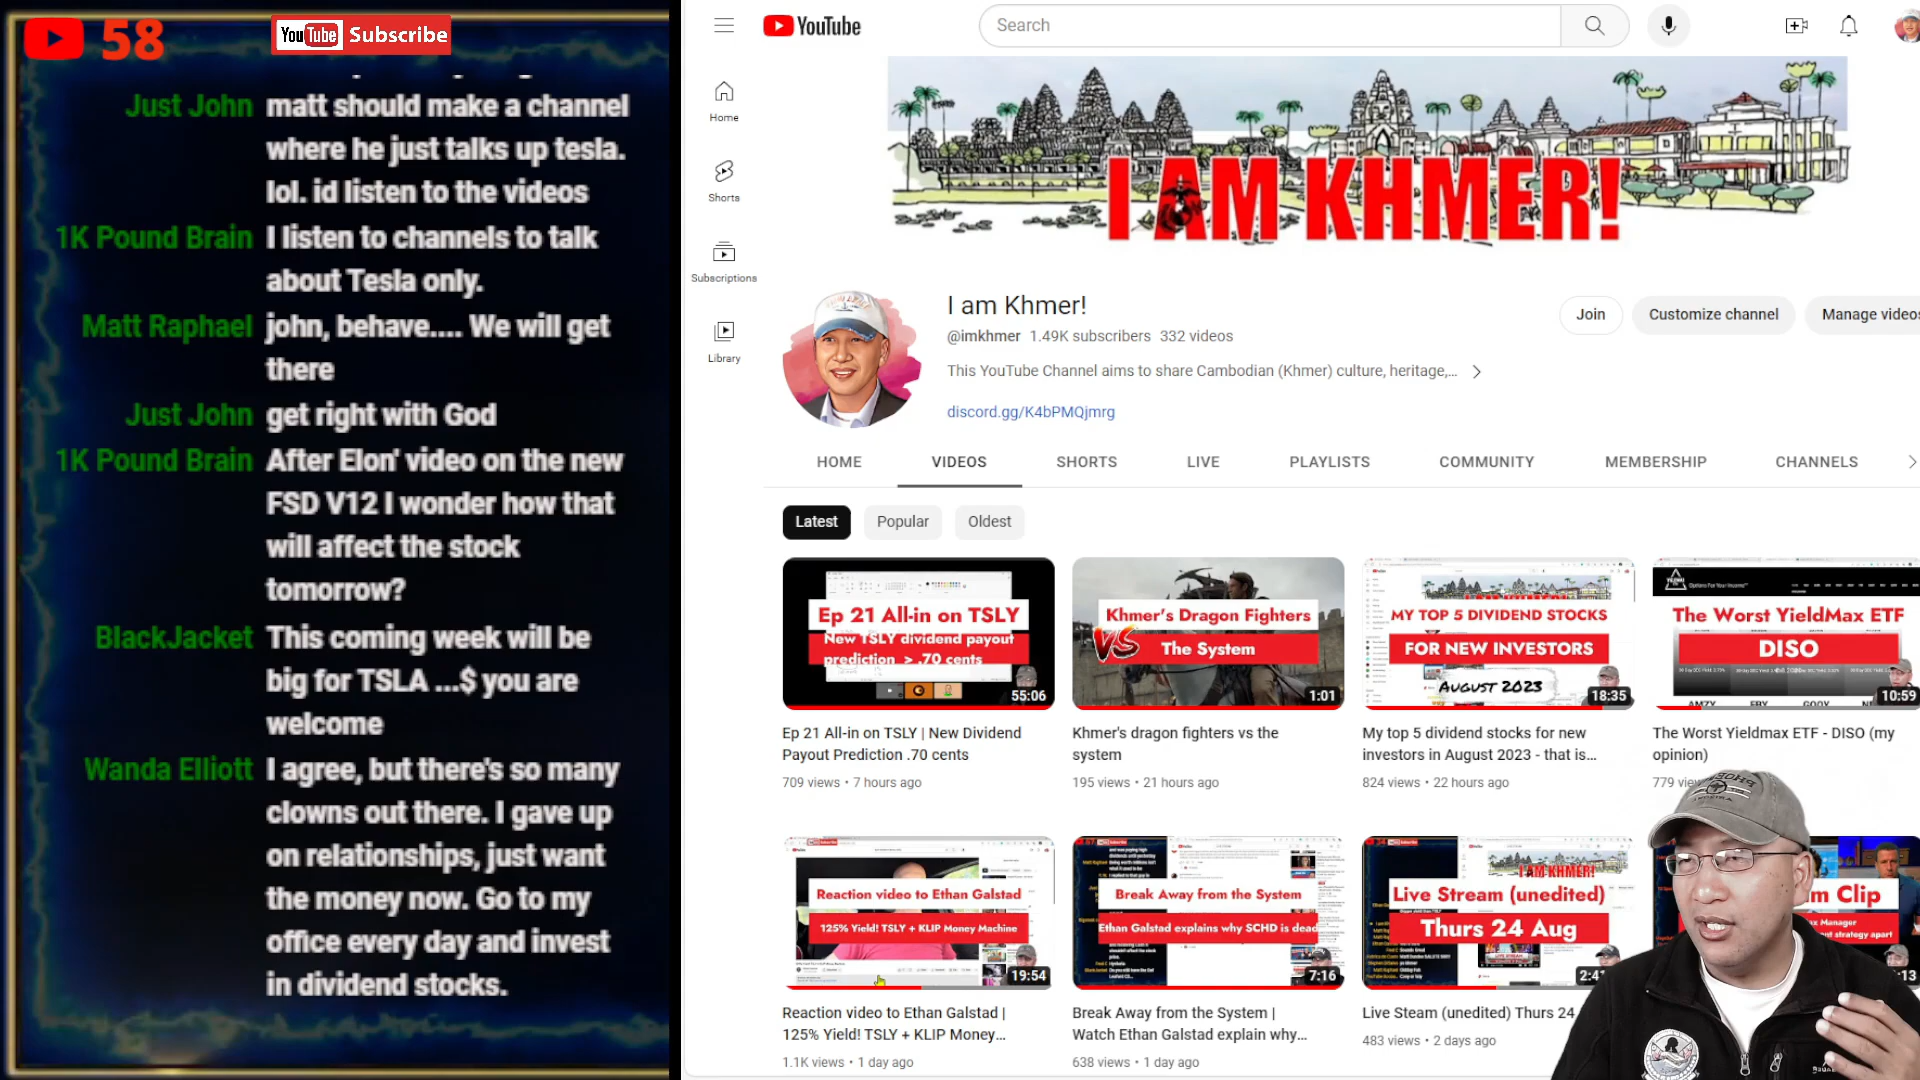 58
YouTube Subscribe
Just John matt should make a channel
where he just talks up tesla.
lol. id listen to the videos
1K Pound Brain I listen to channels to talk
about Tesla only.
Matt Raphael john, behave.... We will get
there
Just John get right with God
1K Pound Brain After Elon' video on the new
FSD V12 I wonder how that
will affect the stock
tomorrow?
BlackJacket This coming week will be
big for TSLA ...$ you are
welcome
Wanda Elliott I agree, but there's so many
clowns out there. I gave up
on relationships, just want
the money now. Go to my
office every day and invest
in dividend stocks.
YouTube
Search
Home
Shorts
Subscriptions
Library
I AM KHMER!
I am Khmer!
@imkhmer 1.49K subscribers 332 videos
This YouTube Channel aims to share Cambodian (Khmer) culture, heritage,...
discord.gg/K4bPMQjmrg
Join
Customize channel
Manage videos
HOME VIDEOS SHORTS LIVE PLAYLISTS COMMUNITY MEMBERSHIP CHANNELS
Latest Popular Oldest
Ep 21 All-in on TSLY
New TSLY dividend payout
prediction > .70 cents
55:06
Ep 21 All-in on TSLY | New Dividend
Payout Prediction .70 cents
709 views • 7 hours ago
Khmer's Dragon Fighters
VS The System
1:01
Khmer's dragon fighters vs the
system
195 views • 21 hours ago
MY TOP 5 DIVIDEND STOCKS
FOR NEW INVESTORS
AUGUST 2023
18:35
My top 5 dividend stocks for new
investors in August 2023 - that is...
824 views • 22 hours ago
The Worst YieldMax ETF
DISO
10:59
The Worst Yieldmax ETF - DISO (my
opinion)
779
Reaction video to Ethan Galstad
125% Yield! TSLY + KLIP Money Machine
19:54
Reaction video to Ethan Galstad |
125% Yield! TSLY + KLIP Money...
1.1K views • 1 day ago
Break Away from the System
Ethan Galstad explains why SCHD is dead
7:16
Break Away from the System |
Watch Ethan Galstad explain why...
638 views • 1 day ago
I AM KHMER!
Live Stream (unedited)
Thurs 24 Aug
Live Steam (unedited) Thurs 24
483 views • 2 days ago
Clip
Manager
strategy apart